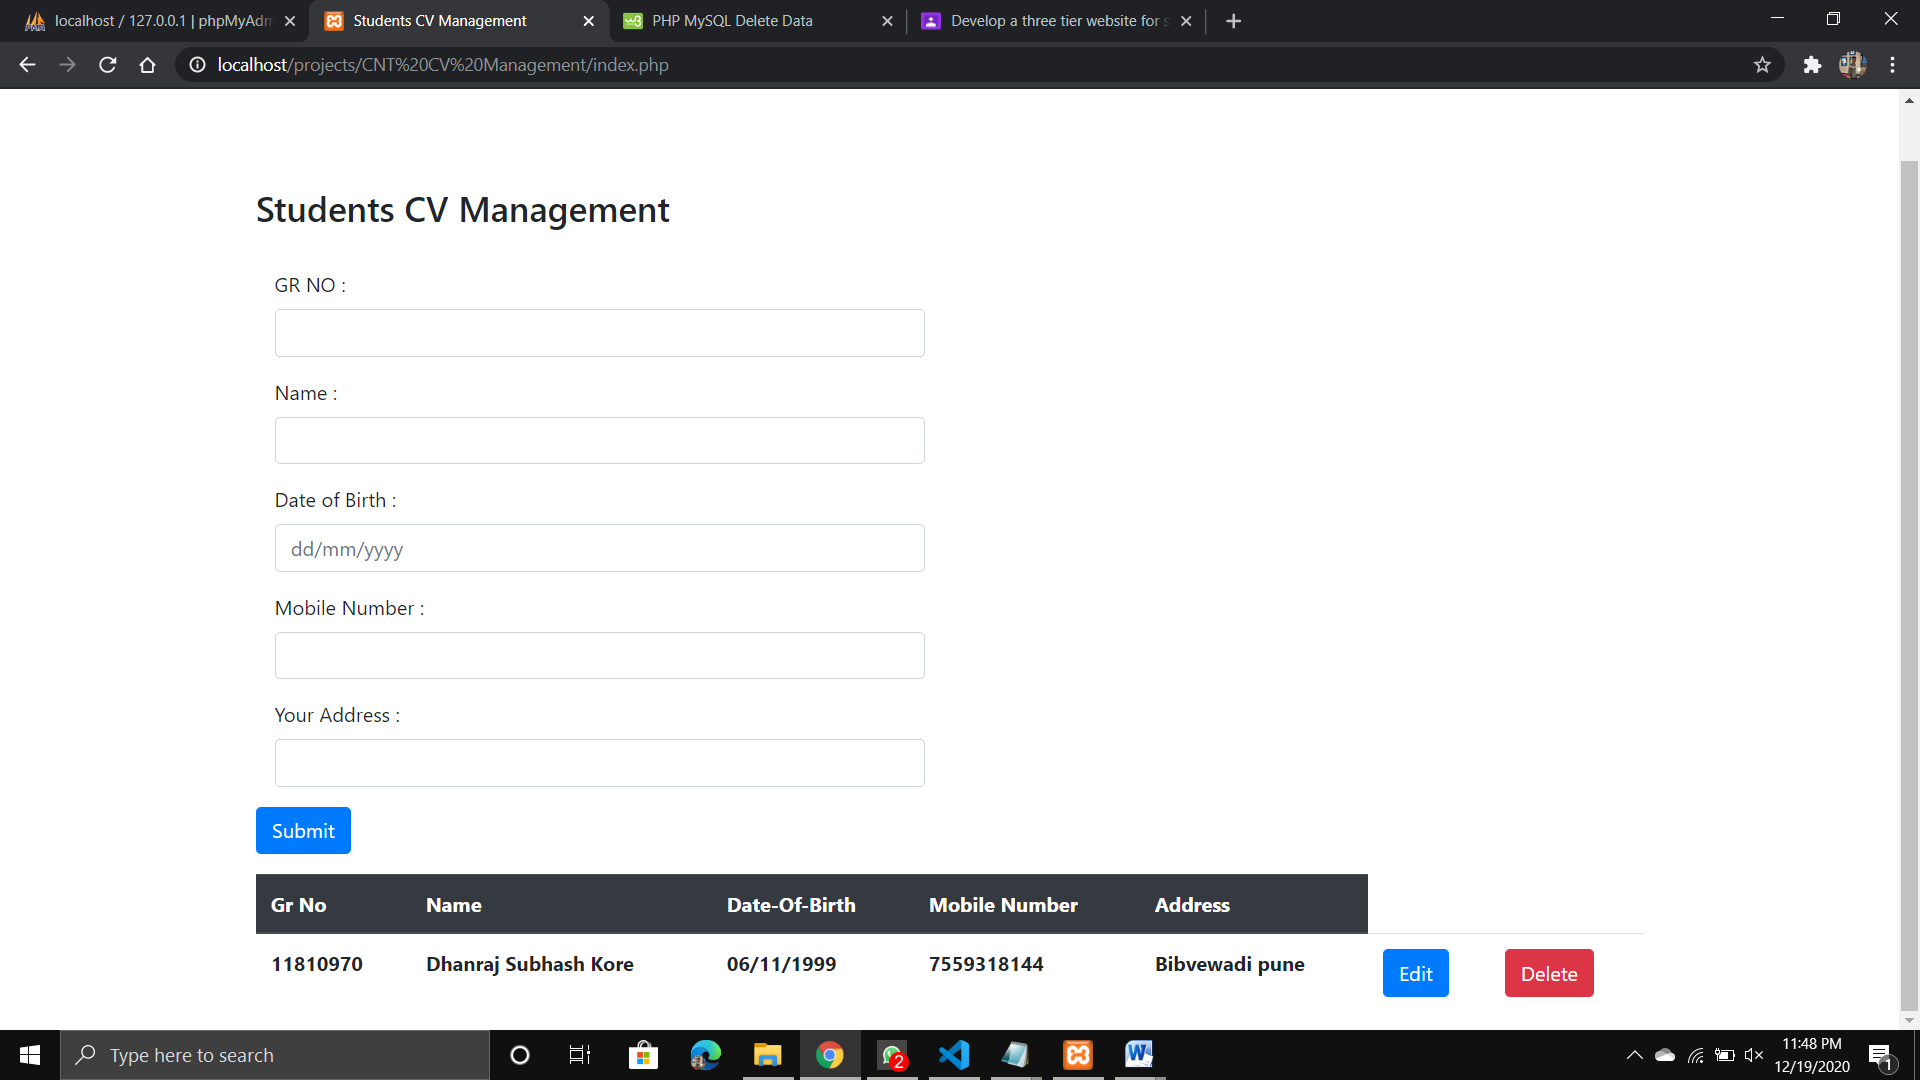 localhost / 127.0.0.1 | phpMyAdm
Students CV Management
PHP MySQL Delete Data
Develop a three tier website for s
localhost/projects/CNT%20CV%20Management/index.php
Students CV Management
GR NO :
Name :
Date of Birth :
dd/mm/yyyy
Mobile Number :
Your Address :
Submit
Gr No Name Date-Of-Birth Mobile Number Address
11810970 Dhanraj Subhash Kore 06/11/1999 7559318144 Bibvewadi pune Edit Delete
Type here to search
2
11:48 PM
12/19/2020
1